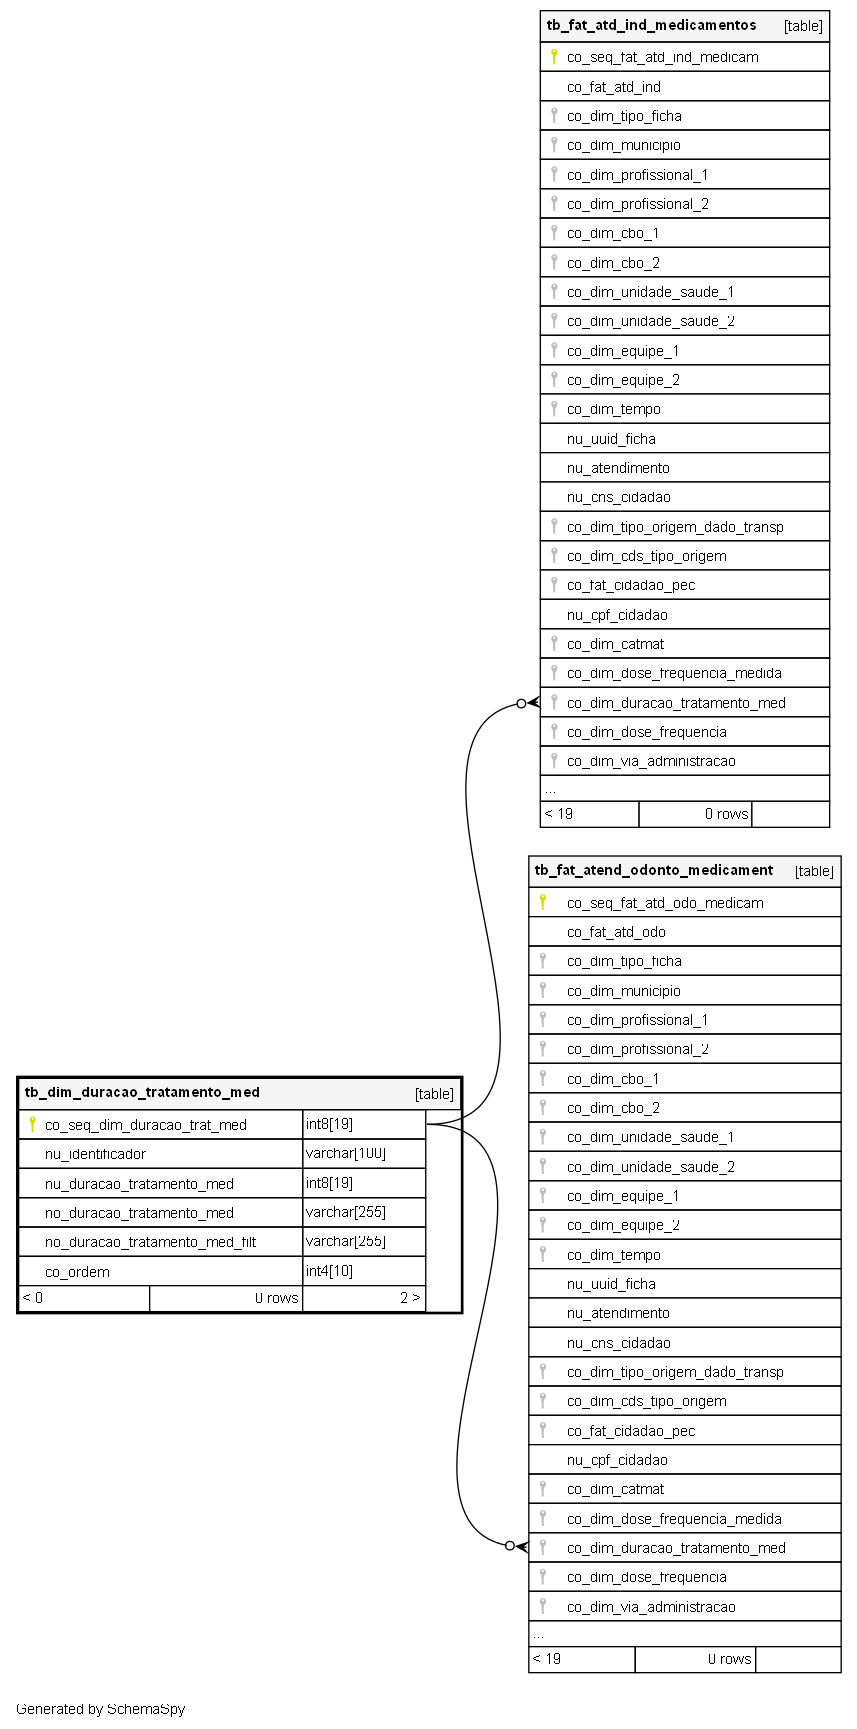 tb_fat_atd_ind_medicamentos [table]
co_seq_fat_atd_ind_medicam
co_fat_atd_ind
co_dim_tipo_ficha
co_dim_municipio
co_dim_profissional_1
co_dim_profissional_2
co_dim_cbo_1
co_dim_cbo_2
co_dim_unidade_saude_1
co_dim_unidade_saude_2
co_dim_equipe_1
co_dim_equipe_2
co_dim_tempo
nu_uuid_ficha
nu_atendimento
nu_cns_cidadao
co_dim_tipo_origem_dado_transp
co_dim_cds_tipo_origem
co_fat_cidadao_pec
nu_cpf_cidadao
co_dim_catmat
co_dim_dose_frequencia_medida
co_dim_duracao_tratamento_med
co_dim_dose_frequencia
co_dim_via_administracao
...
< 19 0 rows
tb_fat_atend_odonto_medicament [table]
co_seq_fat_atd_odo_medicam
co_fat_atd_odo
co_dim_tipo_ficha
co_dim_municipio
co_dim_profissional_1
co_dim_profissional_2
co_dim_cbo_1
co_dim_cbo_2
co_dim_unidade_saude_1
co_dim_unidade_saude_2
co_dim_equipe_1
co_dim_equipe_2
co_dim_tempo
nu_uuid_ficha
nu_atendimento
nu_cns_cidadao
co_dim_tipo_origem_dado_transp
co_dim_cds_tipo_origem
co_fat_cidadao_pec
nu_cpf_cidadao
co_dim_catmat
co_dim_dose_frequencia_medida
co_dim_duracao_tratamento_med
co_dim_dose_frequencia
co_dim_via_administracao
...
< 19 0 rows
tb_dim_duracao_tratamento_med [table]
co_seq_dim_duracao_trat_med int8[19]
nu_identificador varchar[100]
nu_duracao_tratamento_med int8[19]
no_duracao_tratamento_med varchar[255]
no_duracao_tratamento_med_filt varchar[255]
co_ordem int4[10]
< 0 0 rows 2 >
Generated by SchemaSpy